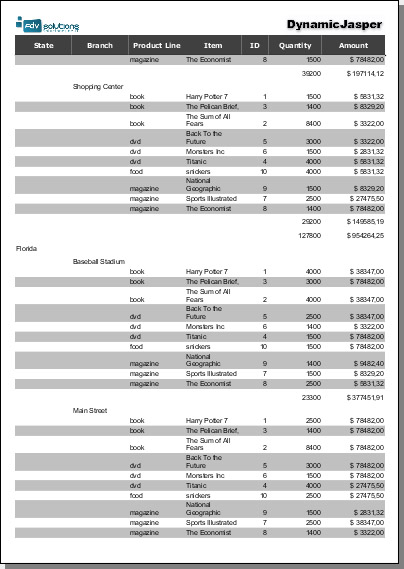 fdv solutions
DynamicJasper
State Branch Product Line Item ID Quantity Amount
magazine The Economist 8 1500 $ 78482,00
39200 $ 197114,12
Shopping Center
book Harry Potter 7 1 1500 $ 5831,32
book The Pelican Brief, 3 1400 $ 8329,20
The Sum of All
book Fears 2 8400 $ 3322,00
Back To the
dvd Future 5 3000 $ 3322,00
dvd Monsters Inc 6 1500 $ 2831,32
dvd Titanic 4 4000 $ 5831,32
food snickers 10 4000 $ 5831,32
National
magazine Geographic 9 1500 $ 8329,20
magazine Sports Illustrated 7 2500 $ 27475,50
magazine The Economist 8 1400 $ 78482,00
29200 $ 149585,19
127800 $ 954264,25
Florida
Baseball Stadium
book Harry Potter 7 1 4000 $ 38347,00
book The Pelican Brief, 3 3000 $ 78482,00
The Sum of All
book Fears 2 4000 $ 38347,00
Back To the
dvd Future 5 2500 $ 38347,00
dvd Monsters Inc 6 1400 $ 3322,00
dvd Titanic 4 1500 $ 78482,00
food snickers 10 1500 $ 78482,00
National
magazine Geographic 9 1400 $ 9482,40
magazine Sports Illustrated 7 1500 $ 8329,20
magazine The Economist 8 2500 $ 5831,32
23300 $ 377451,91
Main Street
book Harry Potter 7 1 2500 $ 78482,00
book The Pelican Brief, 3 1400 $ 78482,00
The Sum of All
book Fears 2 8400 $ 78482,00
Back To the
dvd Future 5 3000 $ 78482,00
dvd Monsters Inc 6 1500 $ 78482,00
dvd Titanic 4 4000 $ 27475,50
food snickers 10 2500 $ 27475,50
National
magazine Geographic 9 1500 $ 2831,32
magazine Sports Illustrated 7 2500 $ 38347,00
magazine The Economist 8 1400 $ 3322,00